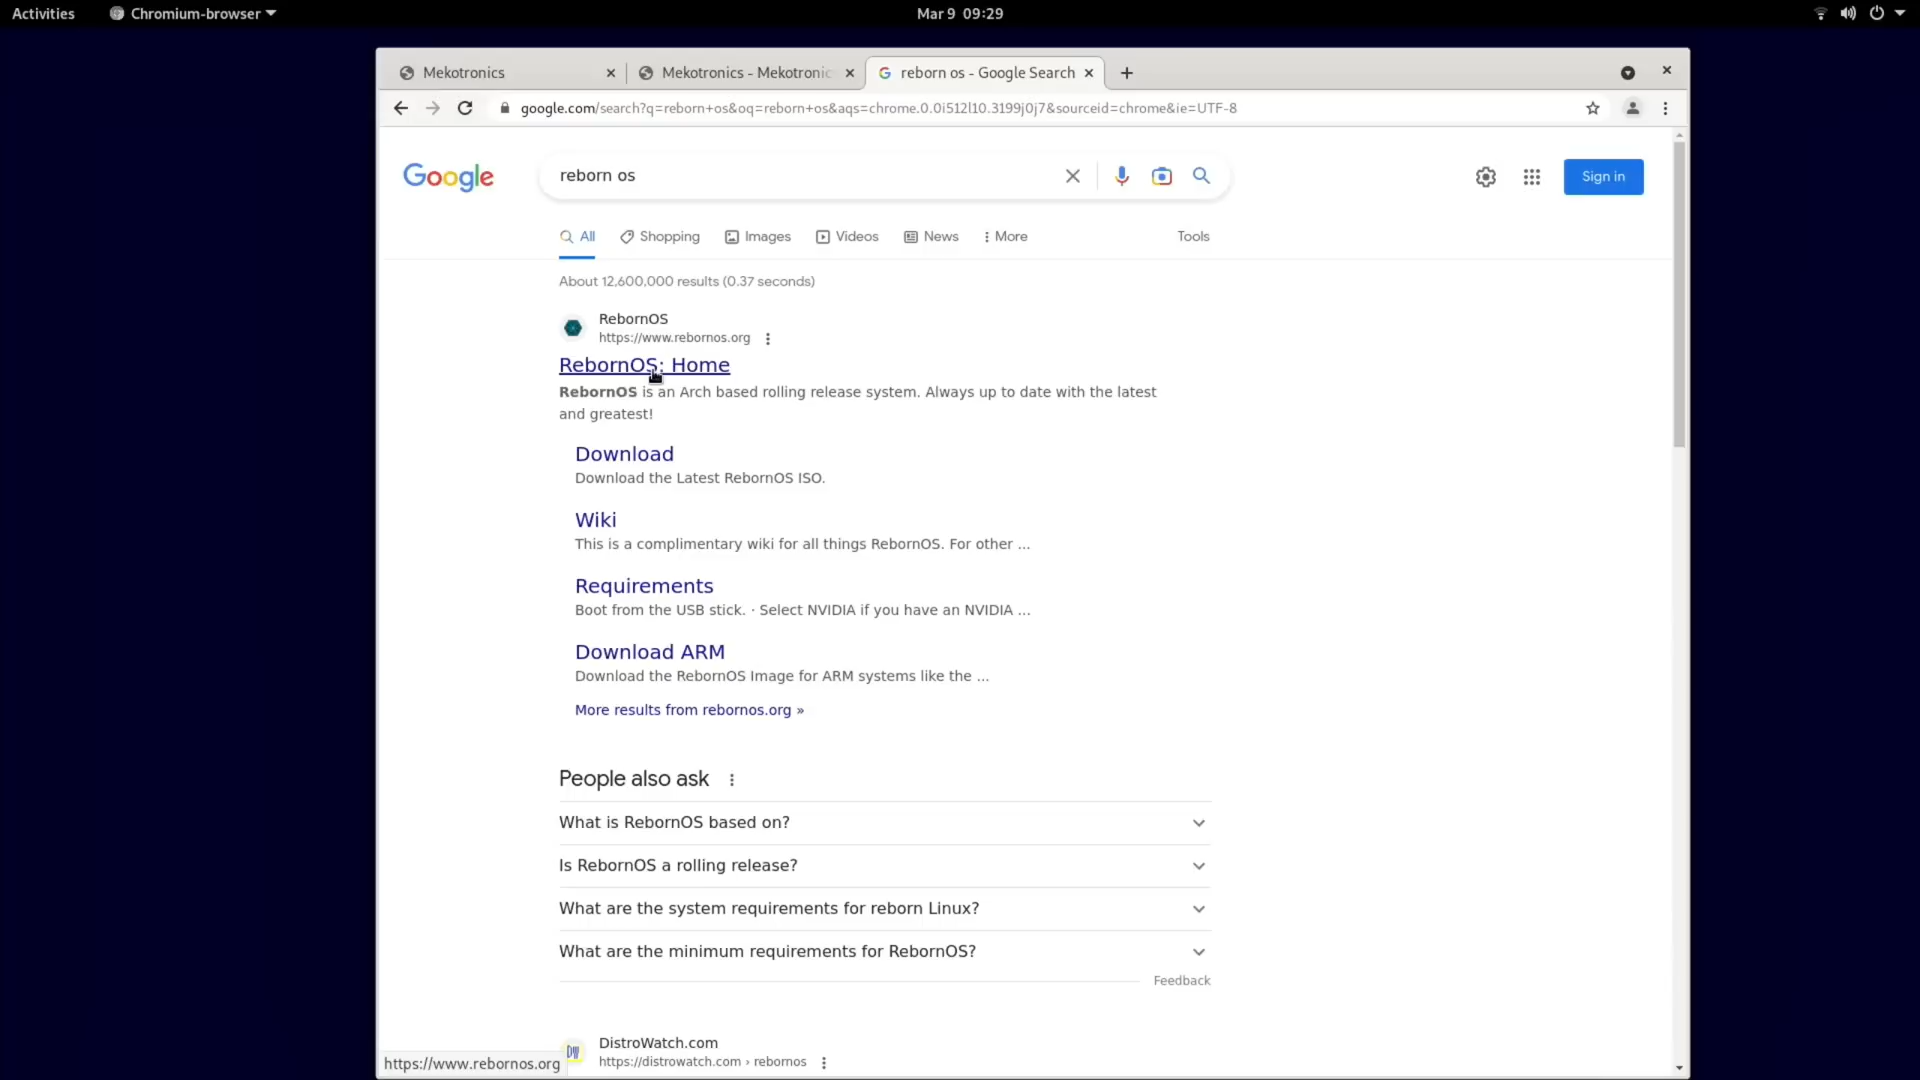 Activities
Chromium-browser
Mar 9 09:29
Mekotronics
Mekotronics - Mekotronic
reborn os - Google Search
google.com/search?q=reborn+os&oq=reborn+os&aqs=chrome.0.0i512l10.3199j0j7&sourceid=chrome&ie=UTF-8
Google
reborn os
Sign in
All
Shopping
Images
Videos
News
More
Tools
About 12,600,000 results (0.37 seconds)
RebornOS
https://www.rebornos.org
RebornOS: Home
RebornOS is an Arch based rolling release system. Always up to date with the latest
and greatest!
Download
Download the Latest RebornOS ISO.
Wiki
This is a complimentary wiki for all things RebornOS. For other ...
Requirements
Boot from the USB stick. · Select NVIDIA if you have an NVIDIA ...
Download ARM
Download the RebornOS Image for ARM systems like the ...
More results from rebornos.org »
People also ask
What is RebornOS based on?
Is RebornOS a rolling release?
What are the system requirements for reborn Linux?
What are the minimum requirements for RebornOS?
Feedback
DW
DistroWatch.com
https://distrowatch.com › rebornos
https://www.rebornos.org